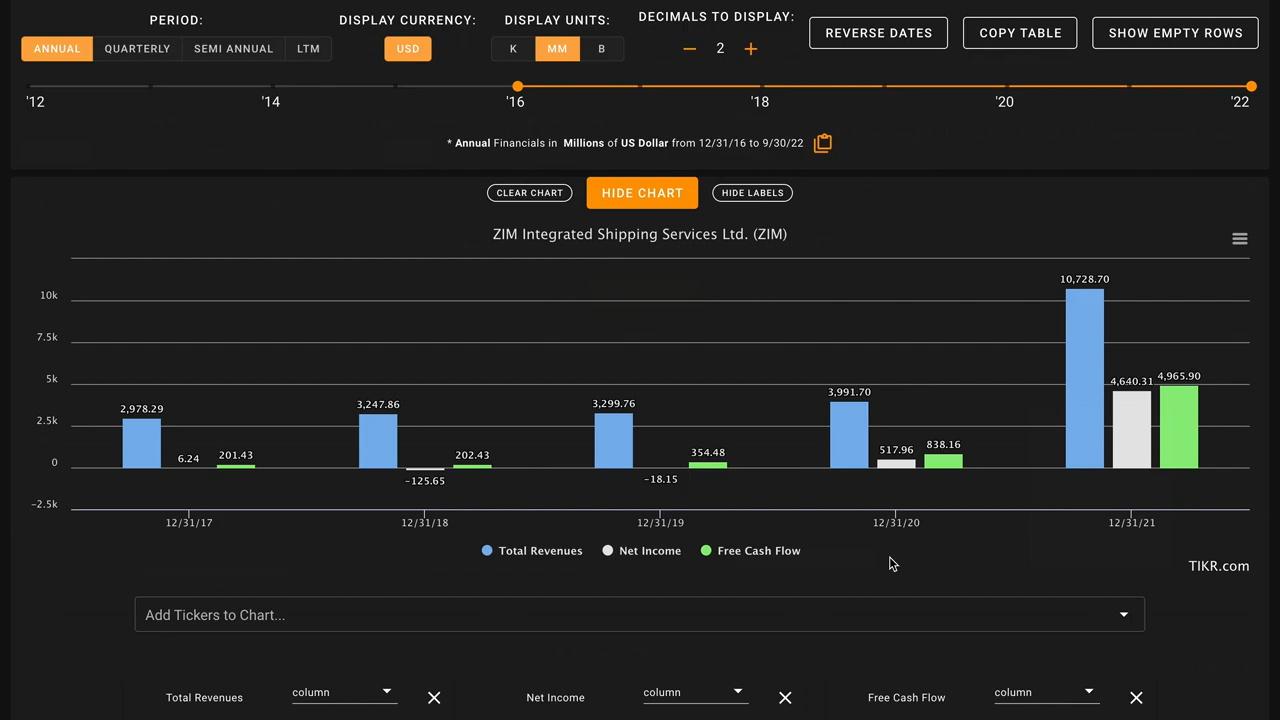 PERIOD:
DISPLAY CURRENCY:
DISPLAY UNITS:
DECIMALS TO DISPLAY:
ANNUAL QUARTERLY SEMI ANNUAL LTM
USD
K MM B
2
REVERSE DATES
COPY TABLE
SHOW EMPTY ROWS
'12 '14 '16 '18 '20 '22
* Annual Financials in Millions of US Dollar from 12/31/16 to 9/30/22
CLEAR CHART
HIDE CHART
HIDE LABELS
ZIM Integrated Shipping Services Ltd. (ZIM)
10k
7.5k
5k
2.5k
0
-2.5k
2,978.29 6.24 201.43
3,247.86 -125.65 202.43
3,299.76 -18.15 354.48
3,991.70 517.96 838.16
10,728.70 4,640.31 4,965.90
12/31/17 12/31/18 12/31/19 12/31/20 12/31/21
Total Revenues Net Income Free Cash Flow
TIKR.com
Add Tickers to Chart...
Total Revenues column
Net Income column
Free Cash Flow column